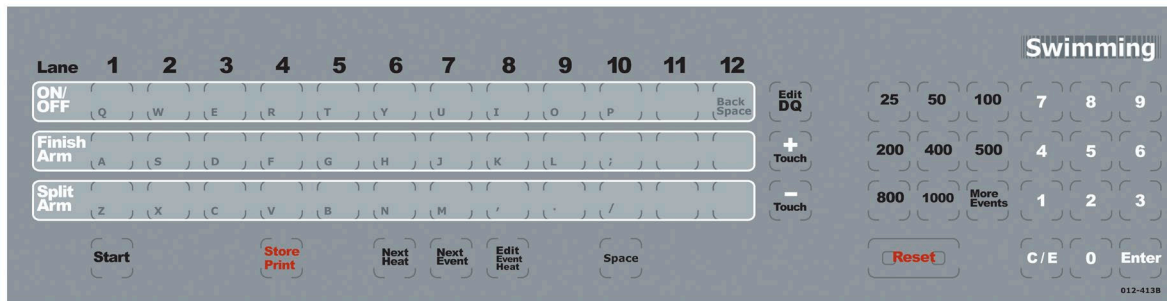 Swimming
Lane 1 2 3 4 5 6 7 8 9 10 11 12
ON/
OFF
Q W E R T Y U I O P
Back
Space
Edit
DQ
25 50 100 7 8 9
Finish
Arm
A S D F G H J K L ;
+
Touch
200 400 500 4 5 6
Split
Arm
Z X C V B N M , . /
-
Touch
800 1000
More
Events
1 2 3
Start
Store
Print
Next
Heat
Next
Event
Edit
Event
Heat
Space
Reset
C/E 0 Enter
012-413B